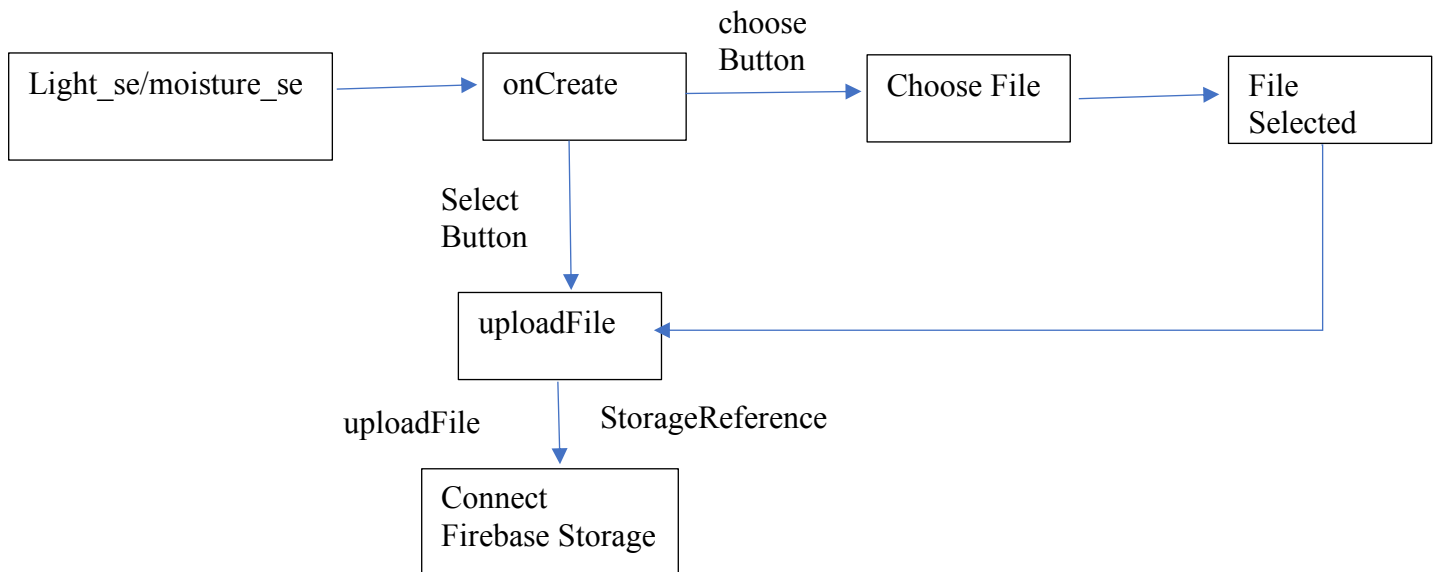 choose
Button
Light_se/moisture_se
onCreate
Choose File
File
Selected
Select
Button
uploadFile
uploadFile
StorageReference
Connect
Firebase Storage